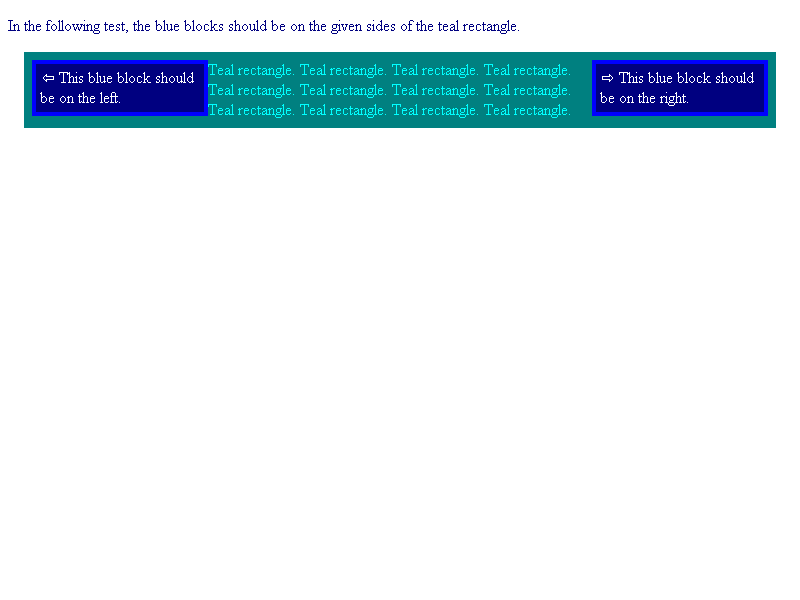 In the following test, the blue blocks should be on the given sides of the teal rectangle.
⇦ This blue block should
be on the left.
Teal rectangle. Teal rectangle. Teal rectangle. Teal rectangle.
Teal rectangle. Teal rectangle. Teal rectangle. Teal rectangle.
Teal rectangle. Teal rectangle. Teal rectangle. Teal rectangle.
⇨ This blue block should
be on the right.